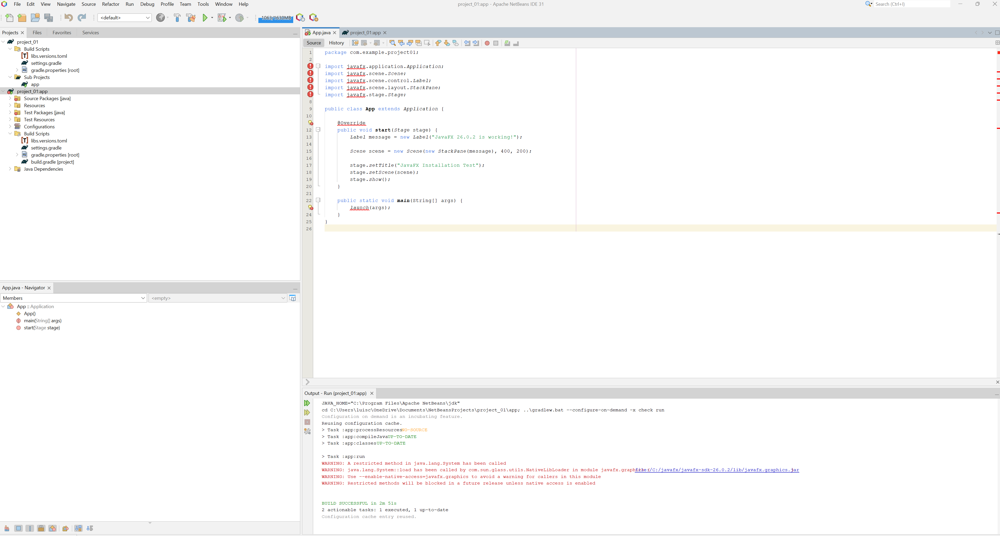 File Edit View Navigate Source Refactor Run Debug Profile Team Tools Window Help
project_01:app - Apache NetBeans IDE 31
Search (Ctrl+I)
<default>
1063/1630MB
Projects Files Favorites Services
project_01
Build Scripts
[T] libs.versions.toml
settings.gradle
gradle.properties [root]
Sub Projects
app
project_01:app
Source Packages [java]
Resources
Test Packages [java]
Test Resources
Configurations
Build Scripts
[T] libs.versions.toml
settings.gradle
gradle.properties [root]
build.gradle [project]
Java Dependencies
App.java - Navigator
Members
<empty>
App :: Application
App()
main(String[] args)
start(Stage stage)
App.java project_01:app
Source History
1 package com.example.project01;
2
import javafx.application.Application;
import javafx.scene.Scene;
import javafx.scene.control.Label;
import javafx.scene.layout.StackPane;
import javafx.stage.Stage;
8
9 public class App extends Application {
10
@Override
12 public void start(Stage stage) {
13 Label message = new Label("JavaFX 26.0.2 is working!");
14
15 Scene scene = new Scene(new StackPane(message), 400, 200);
16
17 stage.setTitle("JavaFX Installation Test");
18 stage.setScene(scene);
19 stage.show();
20 }
21
22 public static void main(String[] args) {
launch(args);
24 }
25 }
26
Output - Run (project_01:app)
JAVA_HOME="C:\Program Files\Apache NetBeans\jdk"
cd C:\Users\luisc\OneDrive\Documents\NetBeansProjects\project_01\app; ..\gradlew.bat --configure-on-demand -x check run
Configuration on demand is an incubating feature.
Reusing configuration cache.
> Task :app:processResources NO-SOURCE
> Task :app:compileJava UP-TO-DATE
> Task :app:classes UP-TO-DATE
> Task :app:run
WARNING: A restricted method in java.lang.System has been called
WARNING: java.lang.System::load has been called by com.sun.glass.utils.NativeLibLoader in module javafx.graphics (file:/C:/javafx/javafx-sdk-26.0.2/lib/javafx.graphics.jar)
WARNING: Use --enable-native-access=javafx.graphics to avoid a warning for callers in this module
WARNING: Restricted methods will be blocked in a future release unless native access is enabled
BUILD SUCCESSFUL in 2m 51s
2 actionable tasks: 1 executed, 1 up-to-date
Configuration cache entry reused.